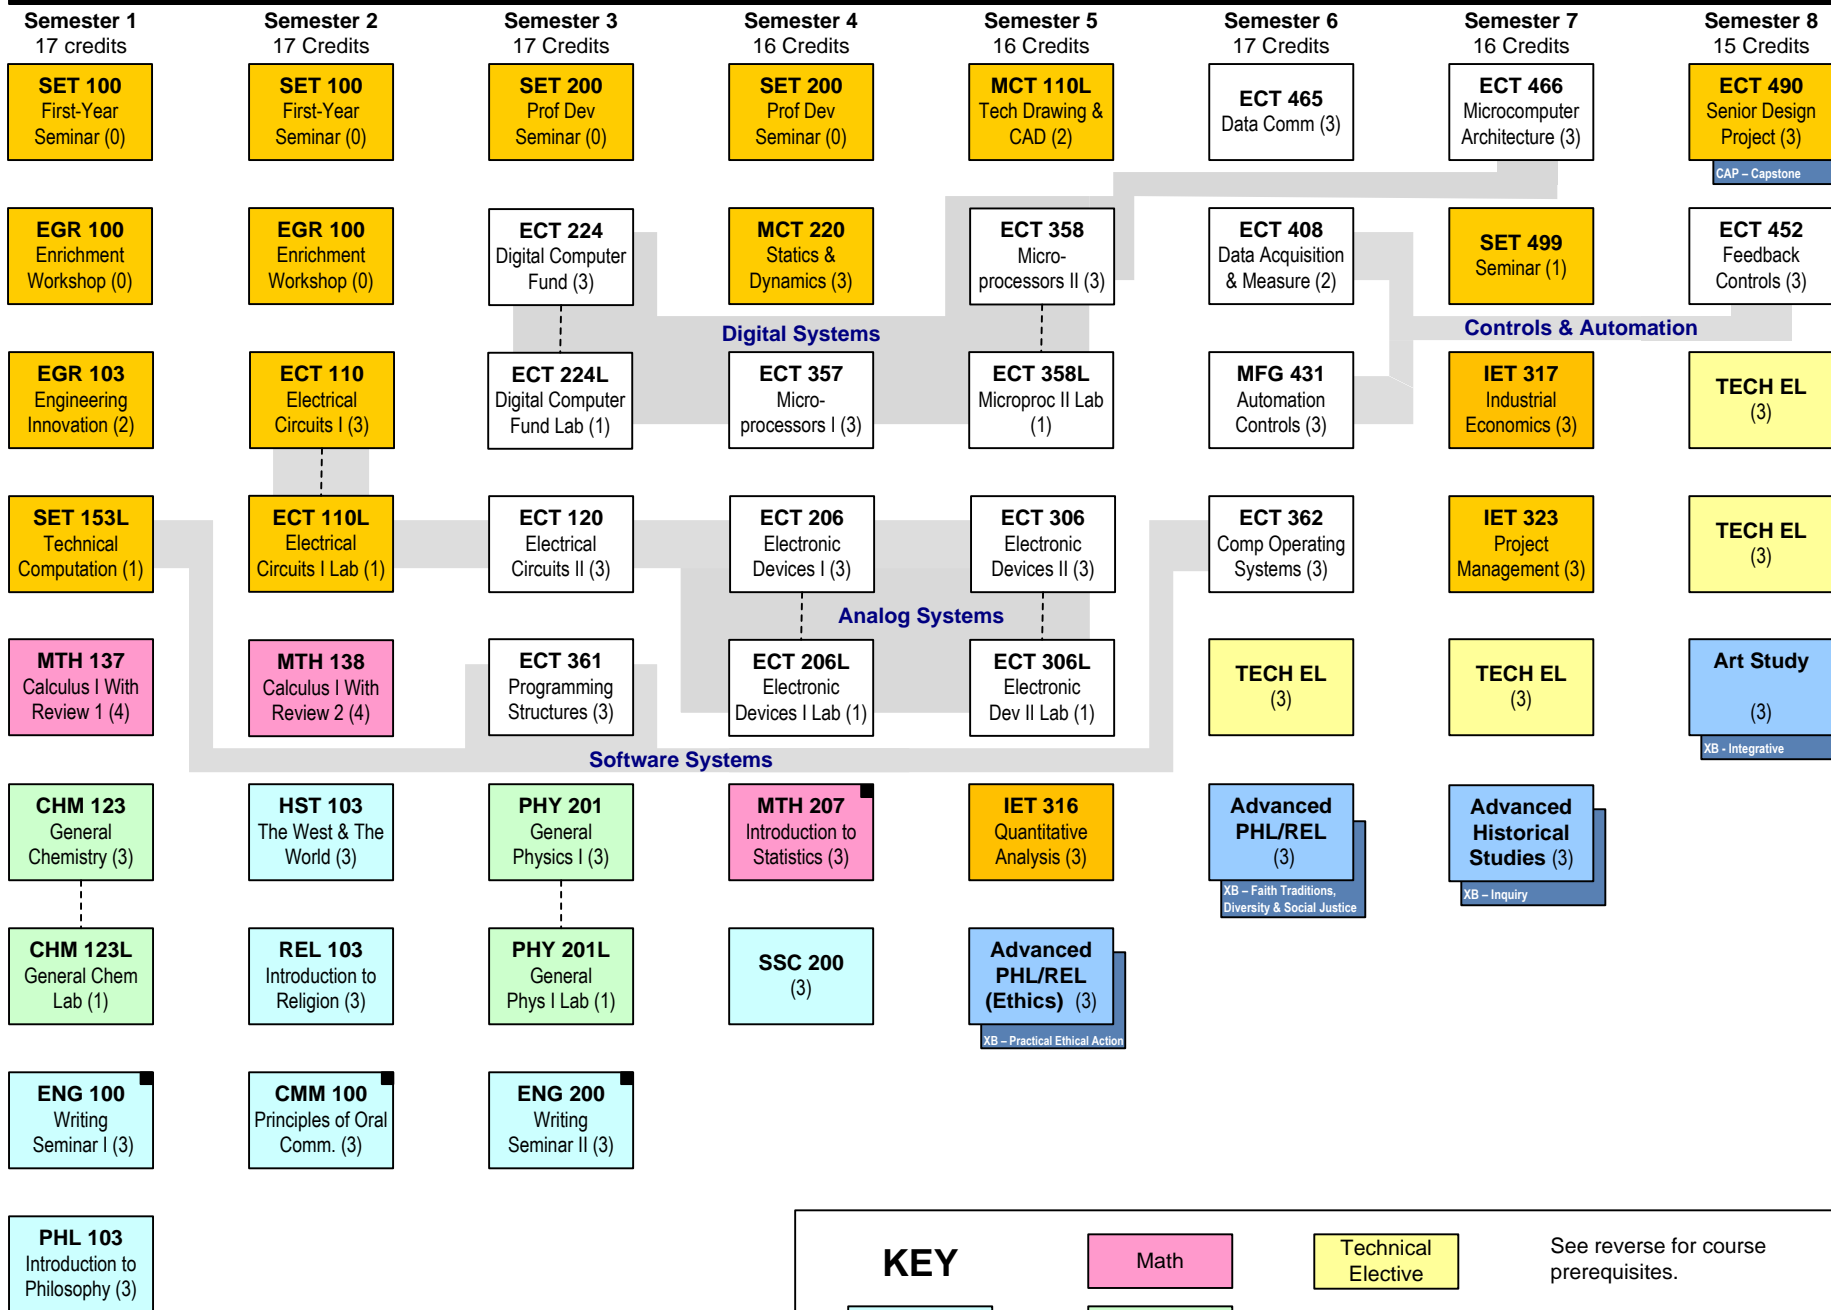 Semester 1
17 credits
Semester 2
17 Credits
Semester 3
17 Credits
Semester 4
16 Credits
Semester 5
16 Credits
Semester 6
17 Credits
Semester 7
16 Credits
Semester 8
15 Credits
SET 100
First-Year
Seminar (0)
SET 100
First-Year
Seminar (0)
SET 200
Prof Dev
Seminar (0)
SET 200
Prof Dev
Seminar (0)
MCT 110L
Tech Drawing &
CAD (2)
ECT 465
Data Comm (3)
ECT 466
Microcomputer
Architecture (3)
ECT 490
Senior Design
Project (3)
CAP – Capstone
EGR 100
Enrichment
Workshop (0)
EGR 100
Enrichment
Workshop (0)
ECT 224
Digital Computer
Fund (3)
MCT 220
Statics &
Dynamics (3)
ECT 358
Micro-
processors II (3)
ECT 408
Data Acquisition
& Measure (2)
SET 499
Seminar (1)
ECT 452
Feedback
Controls (3)
Digital Systems
Controls & Automation
EGR 103
Engineering
Innovation (2)
ECT 110
Electrical
Circuits I (3)
ECT 224L
Digital Computer
Fund Lab (1)
ECT 357
Micro-
processors I (3)
ECT 358L
Microproc II Lab
(1)
MFG 431
Automation
Controls (3)
IET 317
Industrial
Economics (3)
TECH EL
(3)
SET 153L
Technical
Computation (1)
ECT 110L
Electrical
Circuits I Lab (1)
ECT 120
Electrical
Circuits II (3)
ECT 206
Electronic
Devices I (3)
ECT 306
Electronic
Devices II (3)
ECT 362
Comp Operating
Systems (3)
IET 323
Project
Management (3)
TECH EL
(3)
Analog Systems
MTH 137
Calculus I With
Review 1 (4)
MTH 138
Calculus I With
Review 2 (4)
ECT 361
Programming
Structures (3)
ECT 206L
Electronic
Devices I Lab (1)
ECT 306L
Electronic
Dev II Lab (1)
TECH EL
(3)
TECH EL
(3)
Art Study
(3)
XB - Integrative
Software Systems
CHM 123
General
Chemistry (3)
HST 103
The West & The
World (3)
PHY 201
General
Physics I (3)
MTH 207
Introduction to
Statistics (3)
IET 316
Quantitative
Analysis (3)
Advanced
PHL/REL
(3)
XB – Faith Traditions,
Diversity & Social Justice
Advanced
Historical
Studies (3)
XB – Inquiry
CHM 123L
General Chem
Lab (1)
REL 103
Introduction to
Religion (3)
PHY 201L
General
Phys I Lab (1)
SSC 200
(3)
Advanced
PHL/REL
(Ethics) (3)
XB – Practical Ethical Action
ENG 100
Writing
Seminar I (3)
CMM 100
Principles of Oral
Comm. (3)
ENG 200
Writing
Seminar II (3)
PHL 103
Introduction to
Philosophy (3)
KEY
Math
Technical
Elective
See reverse for course
prerequisites.